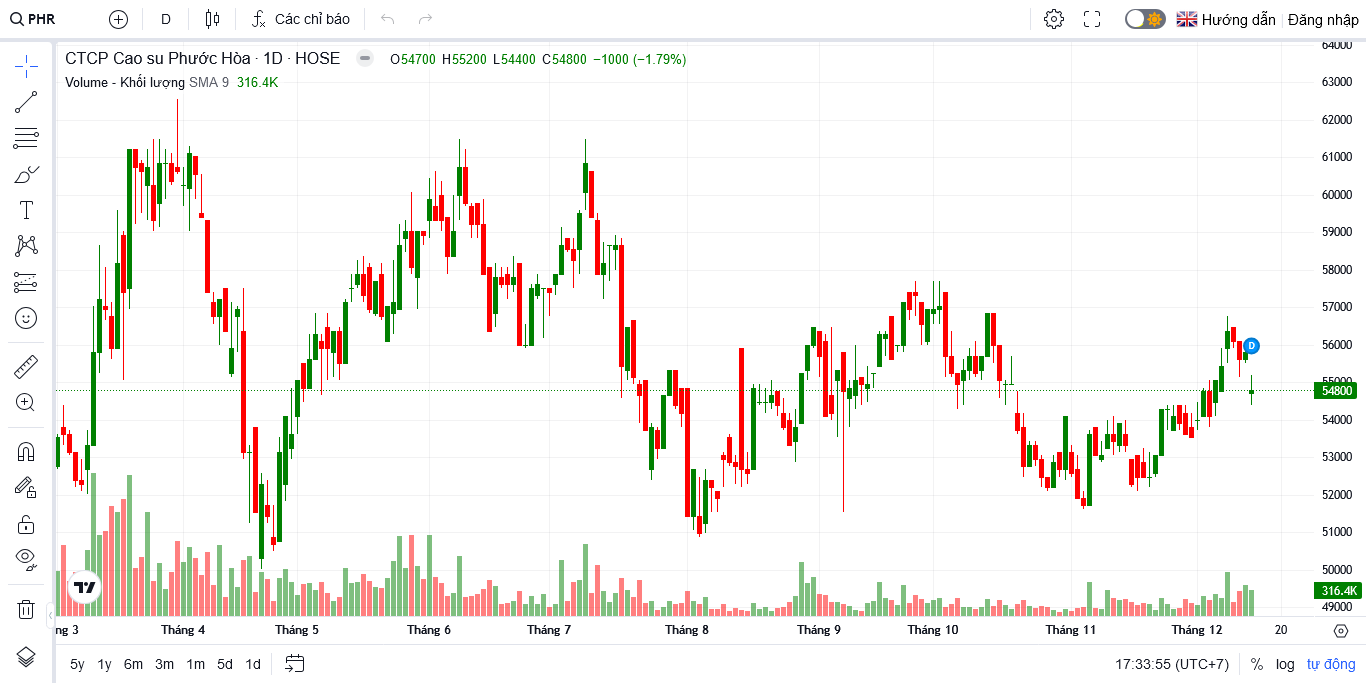 PHR
D
Các chỉ báo
Hướng dẫn
Đăng nhập
CTCP Cao su Phước Hòa · 1D · HOSE
O54700 H55200 L54400 C54800 −1000 (−1.79%)
Volume - Khối lượng SMA 9 316.4K
64000
63000
62000
61000
60000
59000
58000
57000
56000
D
55000
54800
54000
53000
52000
51000
50000
316.4K
49000
ng 3
Tháng 4
Tháng 5
Tháng 6
Tháng 7
Tháng 8
Tháng 9
Tháng 10
Tháng 11
Tháng 12
20
5y 1y 6m 3m 1m 5d 1d
17:33:55 (UTC+7)
%
log
tự động